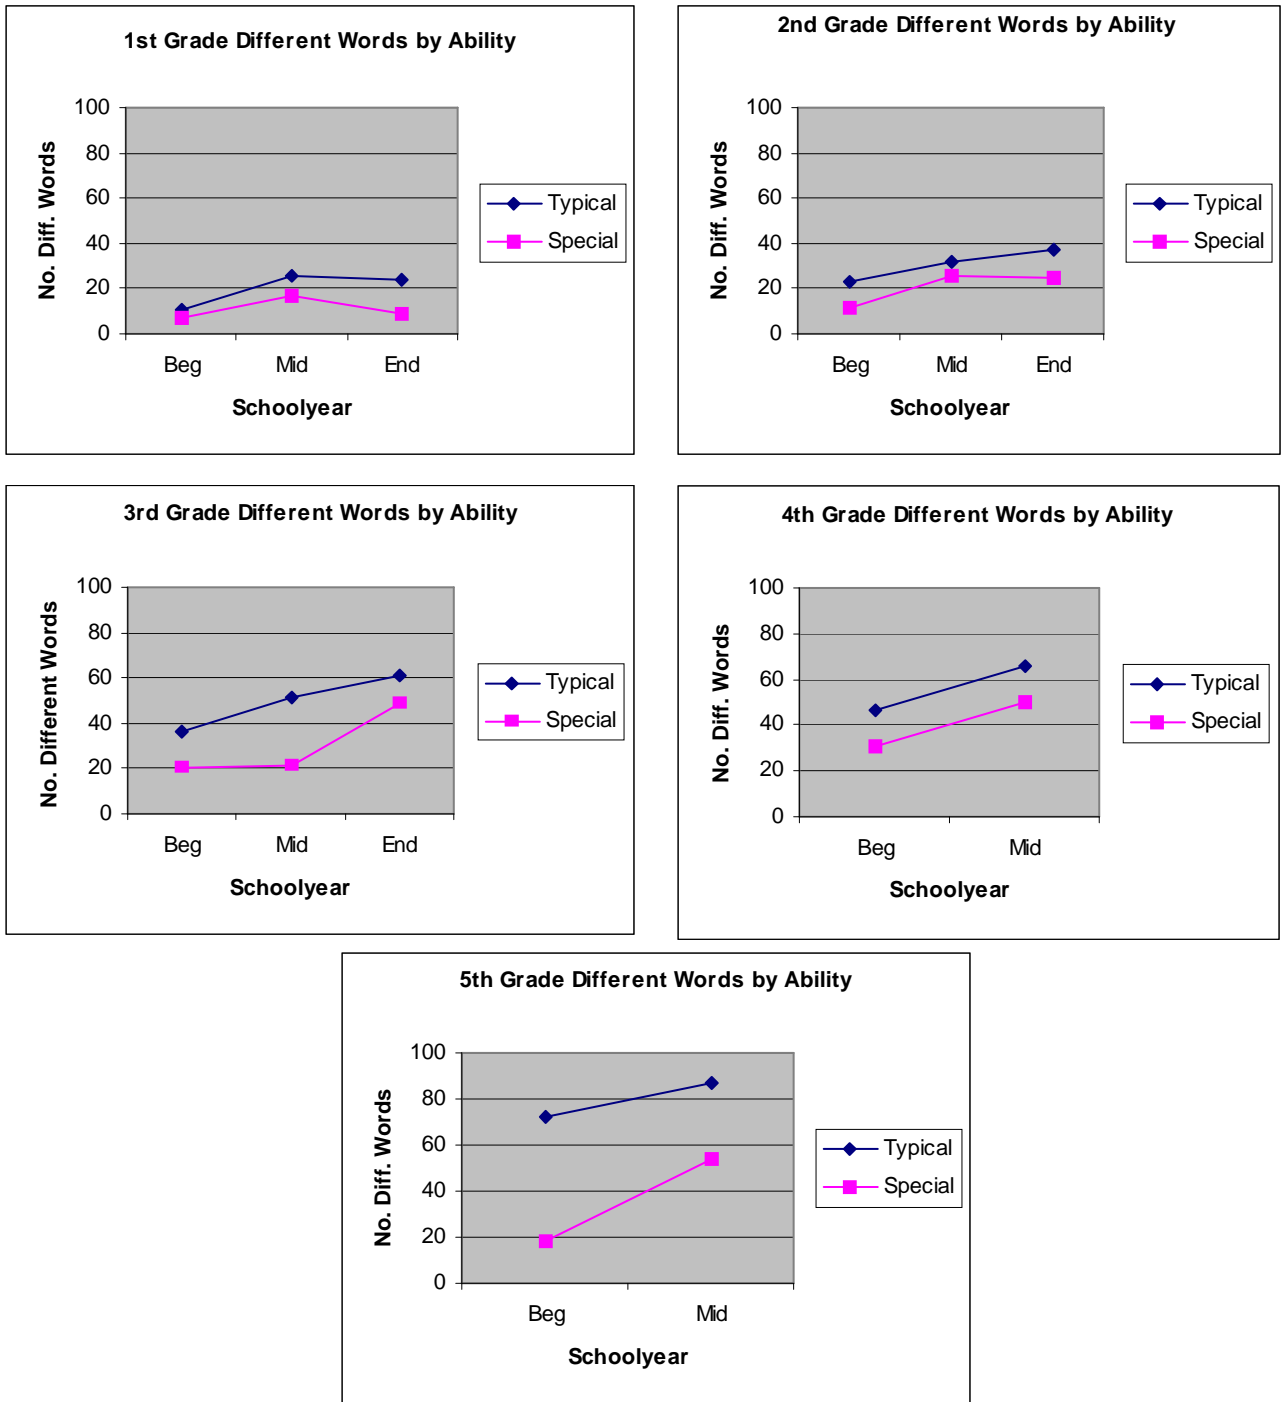 1st Grade Different Words by Ability
No. Diff. Words
100
80
60
40
20
0
Beg Mid End
Schoolyear
Typical
Special
2nd Grade Different Words by Ability
No. Diff. Words
100
80
60
40
20
0
Beg Mid End
Schoolyear
Typical
Special
3rd Grade Different Words by Ability
No. Different Words
100
80
60
40
20
0
Beg Mid End
Schoolyear
Typical
Special
4th Grade Different Words by Ability
No. Diff. Words
100
80
60
40
20
0
Beg Mid
Schoolyear
Typical
Special
5th Grade Different Words by Ability
No. Diff. Words
100
80
60
40
20
0
Beg Mid
Schoolyear
Typical
Special